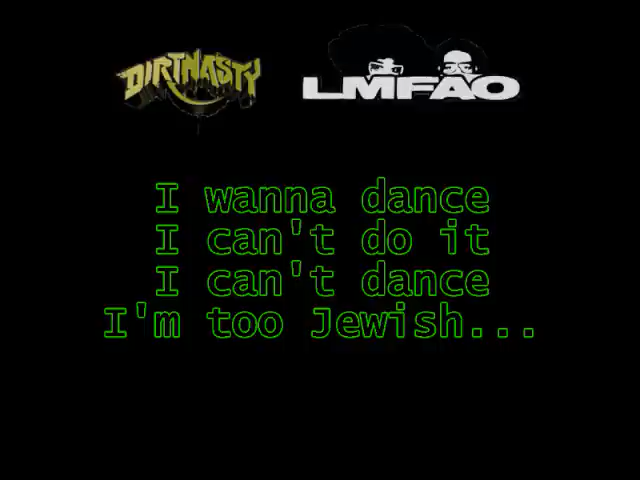 DIRTNASTY
LMFAO
I wanna dance
I can't do it
I can't dance
I'm too Jewish...